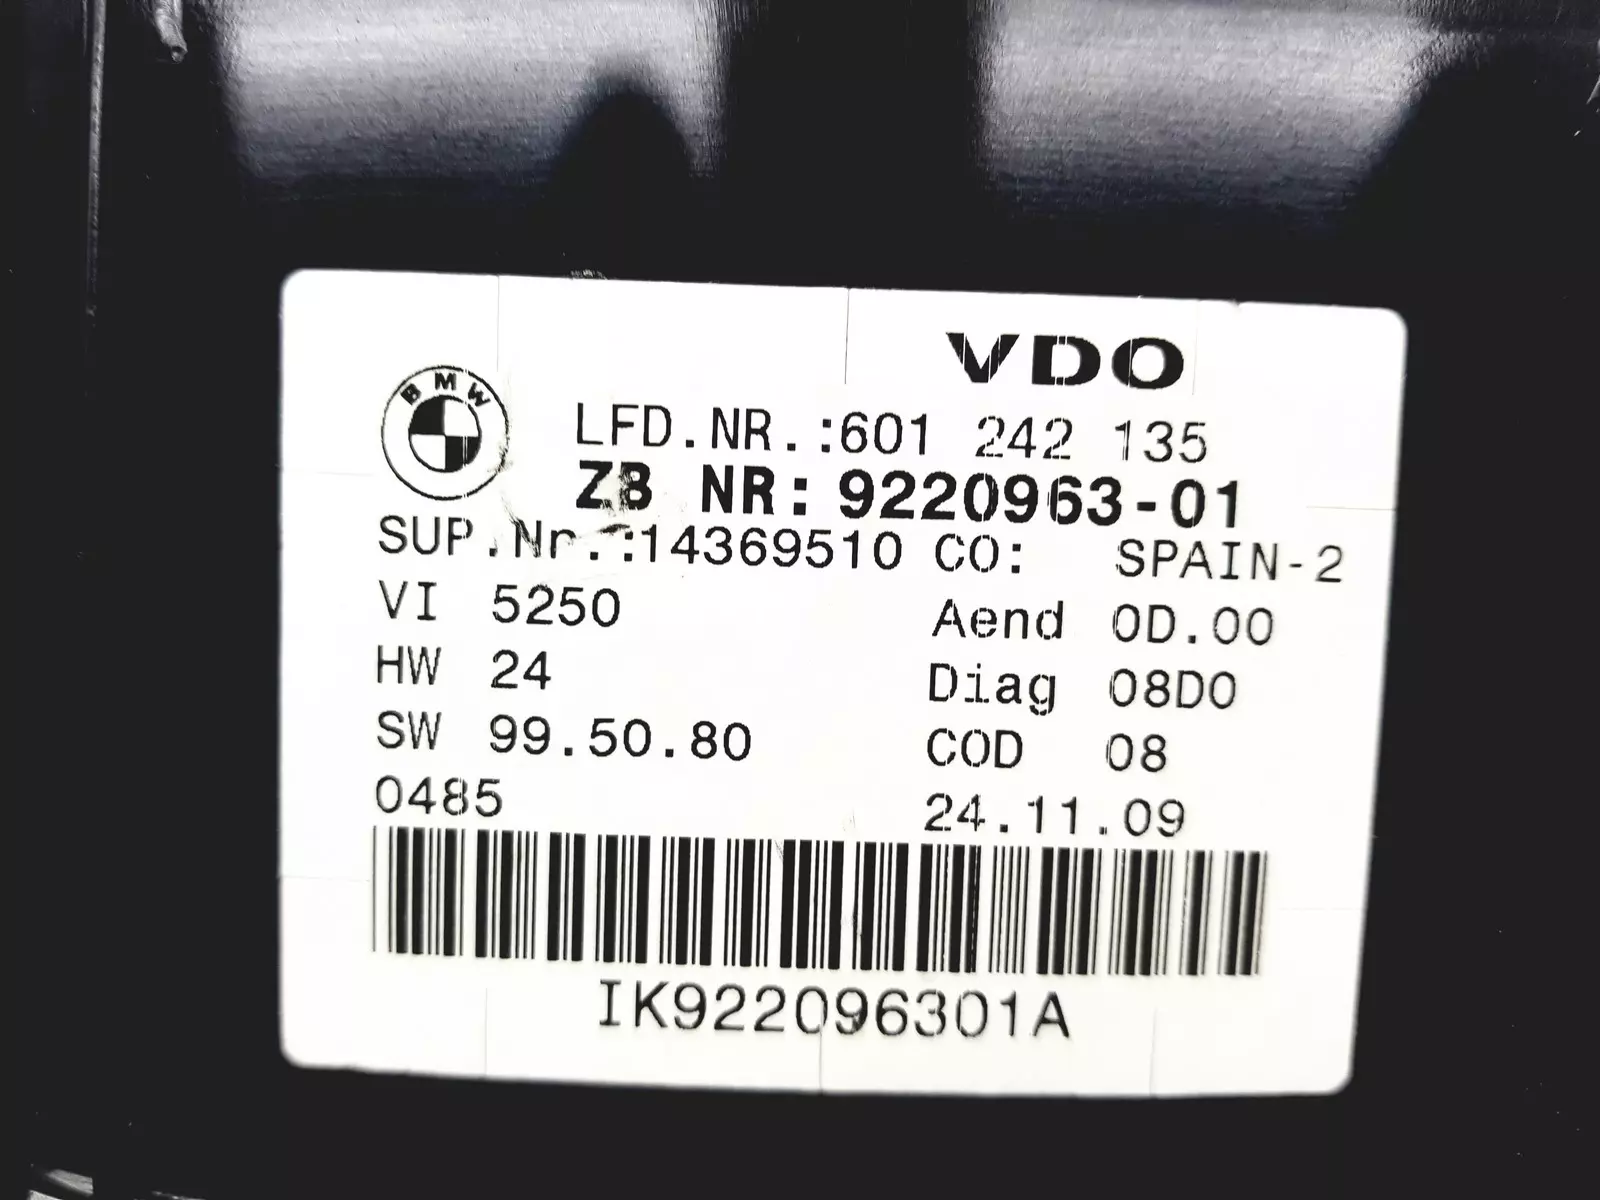 VDO
BMW
LFD.NR.:601 242 135
ZB NR:9220963-01
SUP.Nr.:14369510 CO: SPAIN-2
VI 5250 Aend 0D.00
HW 24 Diag 08D0
SW 99.50.80 COD 08
0485 24.11.09
IK922096301A